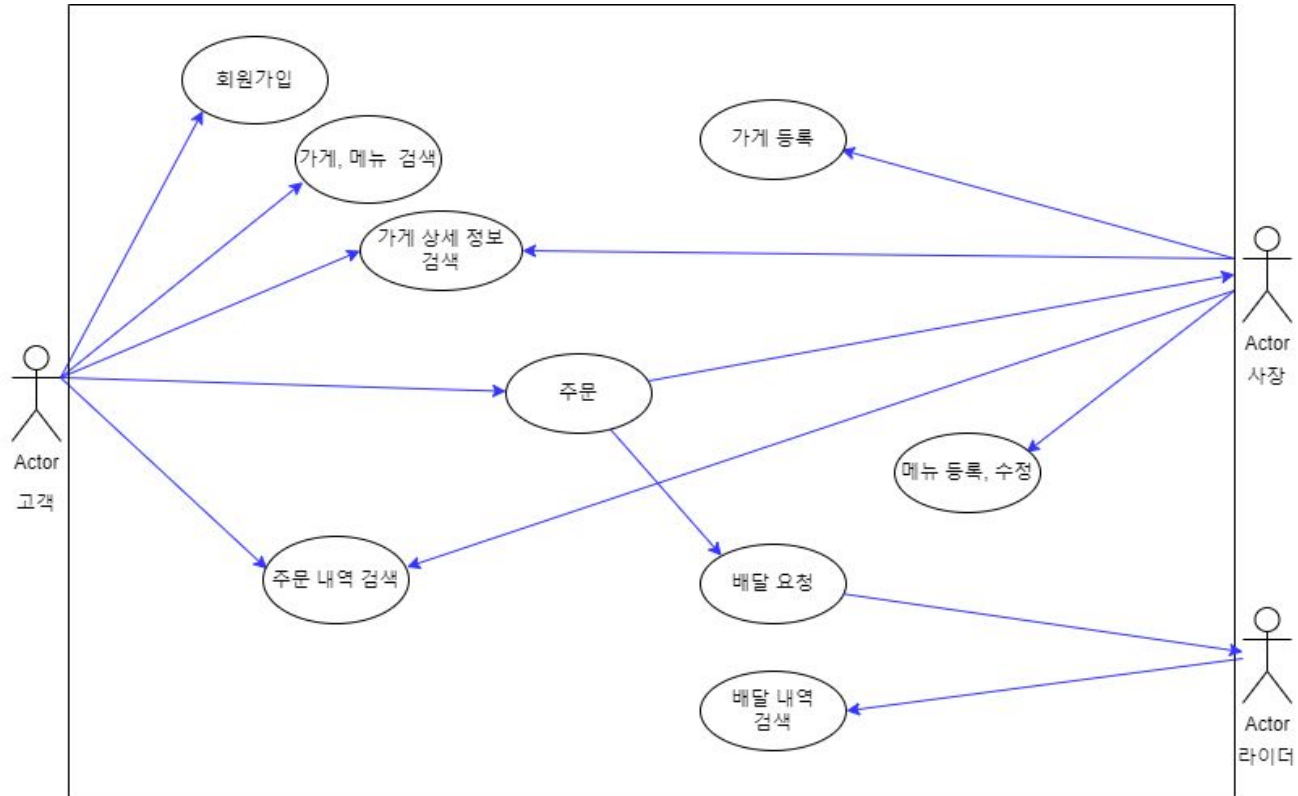 회원가입
가게, 메뉴 검색
가게 상세 정보
검색
주문
주문 내역 검색
가게 등록
메뉴 등록, 수정
배달 요청
배달 내역
검색
Actor
고객
Actor
사장
Actor
라이더